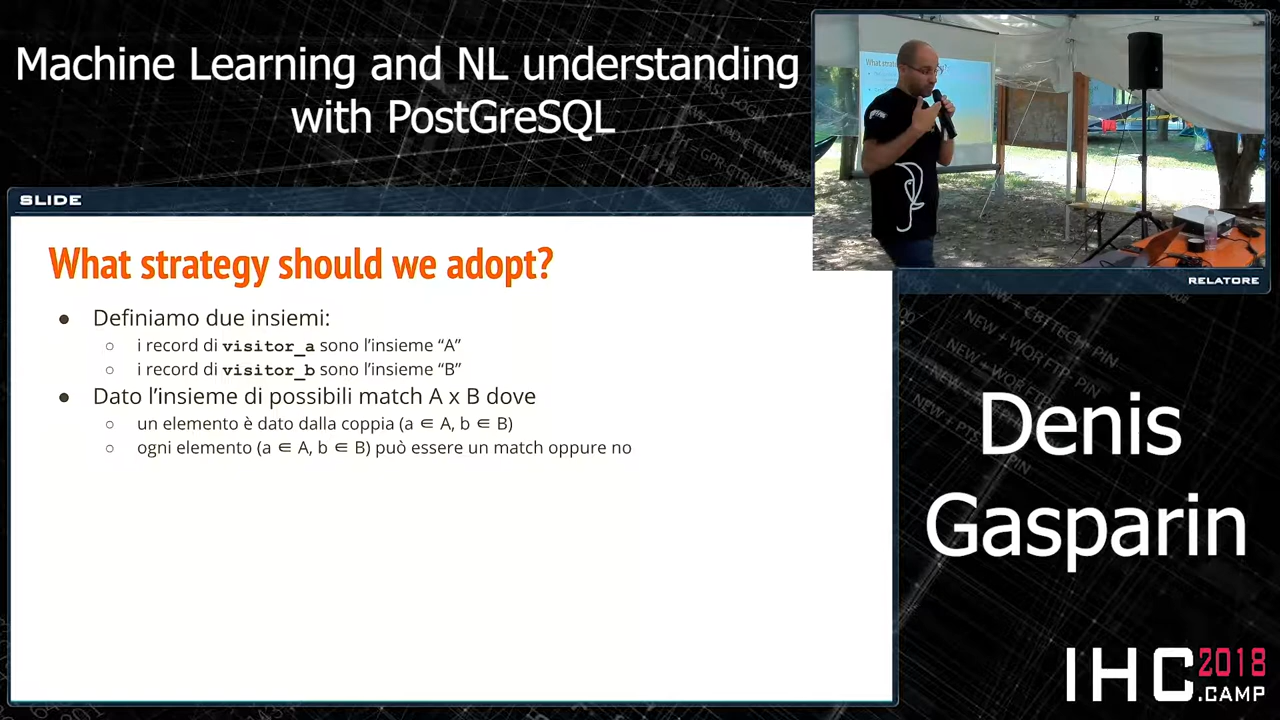 Machine Learning and NL understanding
with PostGreSQL
SLIDE
What strategy should we adopt?
● Definiamo due insiemi:
○ i record di visitor_a sono l’insieme “A”
○ i record di visitor_b sono l’insieme “B”
● Dato l’insieme di possibili match A x B dove
○ un elemento è dato dalla coppia (a ∈ A, b ∈ B)
○ ogni elemento (a ∈ A, b ∈ B) può essere un match oppure no
RELATORE
Denis
Gasparin
IHC 2018
.CAMP